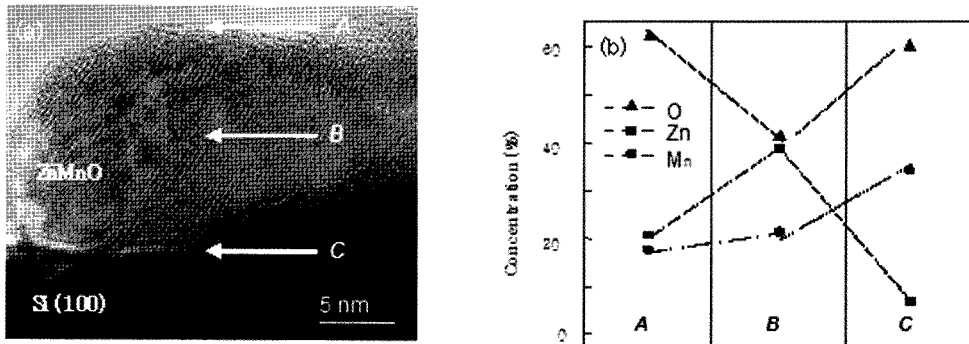 B
ZnMnO
C
Si (100)
5 nm
(b)
O
Zn
Mn
Concentration (%)
60
40
20
0
A
B
C